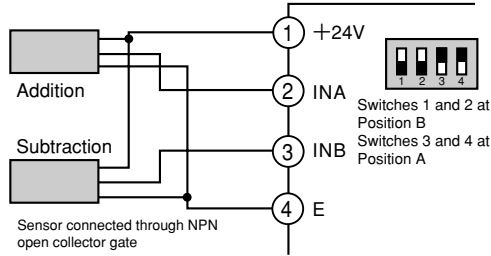 1 +24V
Addition
2 INA
1 2 3 4
Switches 1 and 2 at
Position B
Switches 3 and 4 at
Position A
Subtraction
3 INB
4 E
Sensor connected through NPN
open collector gate